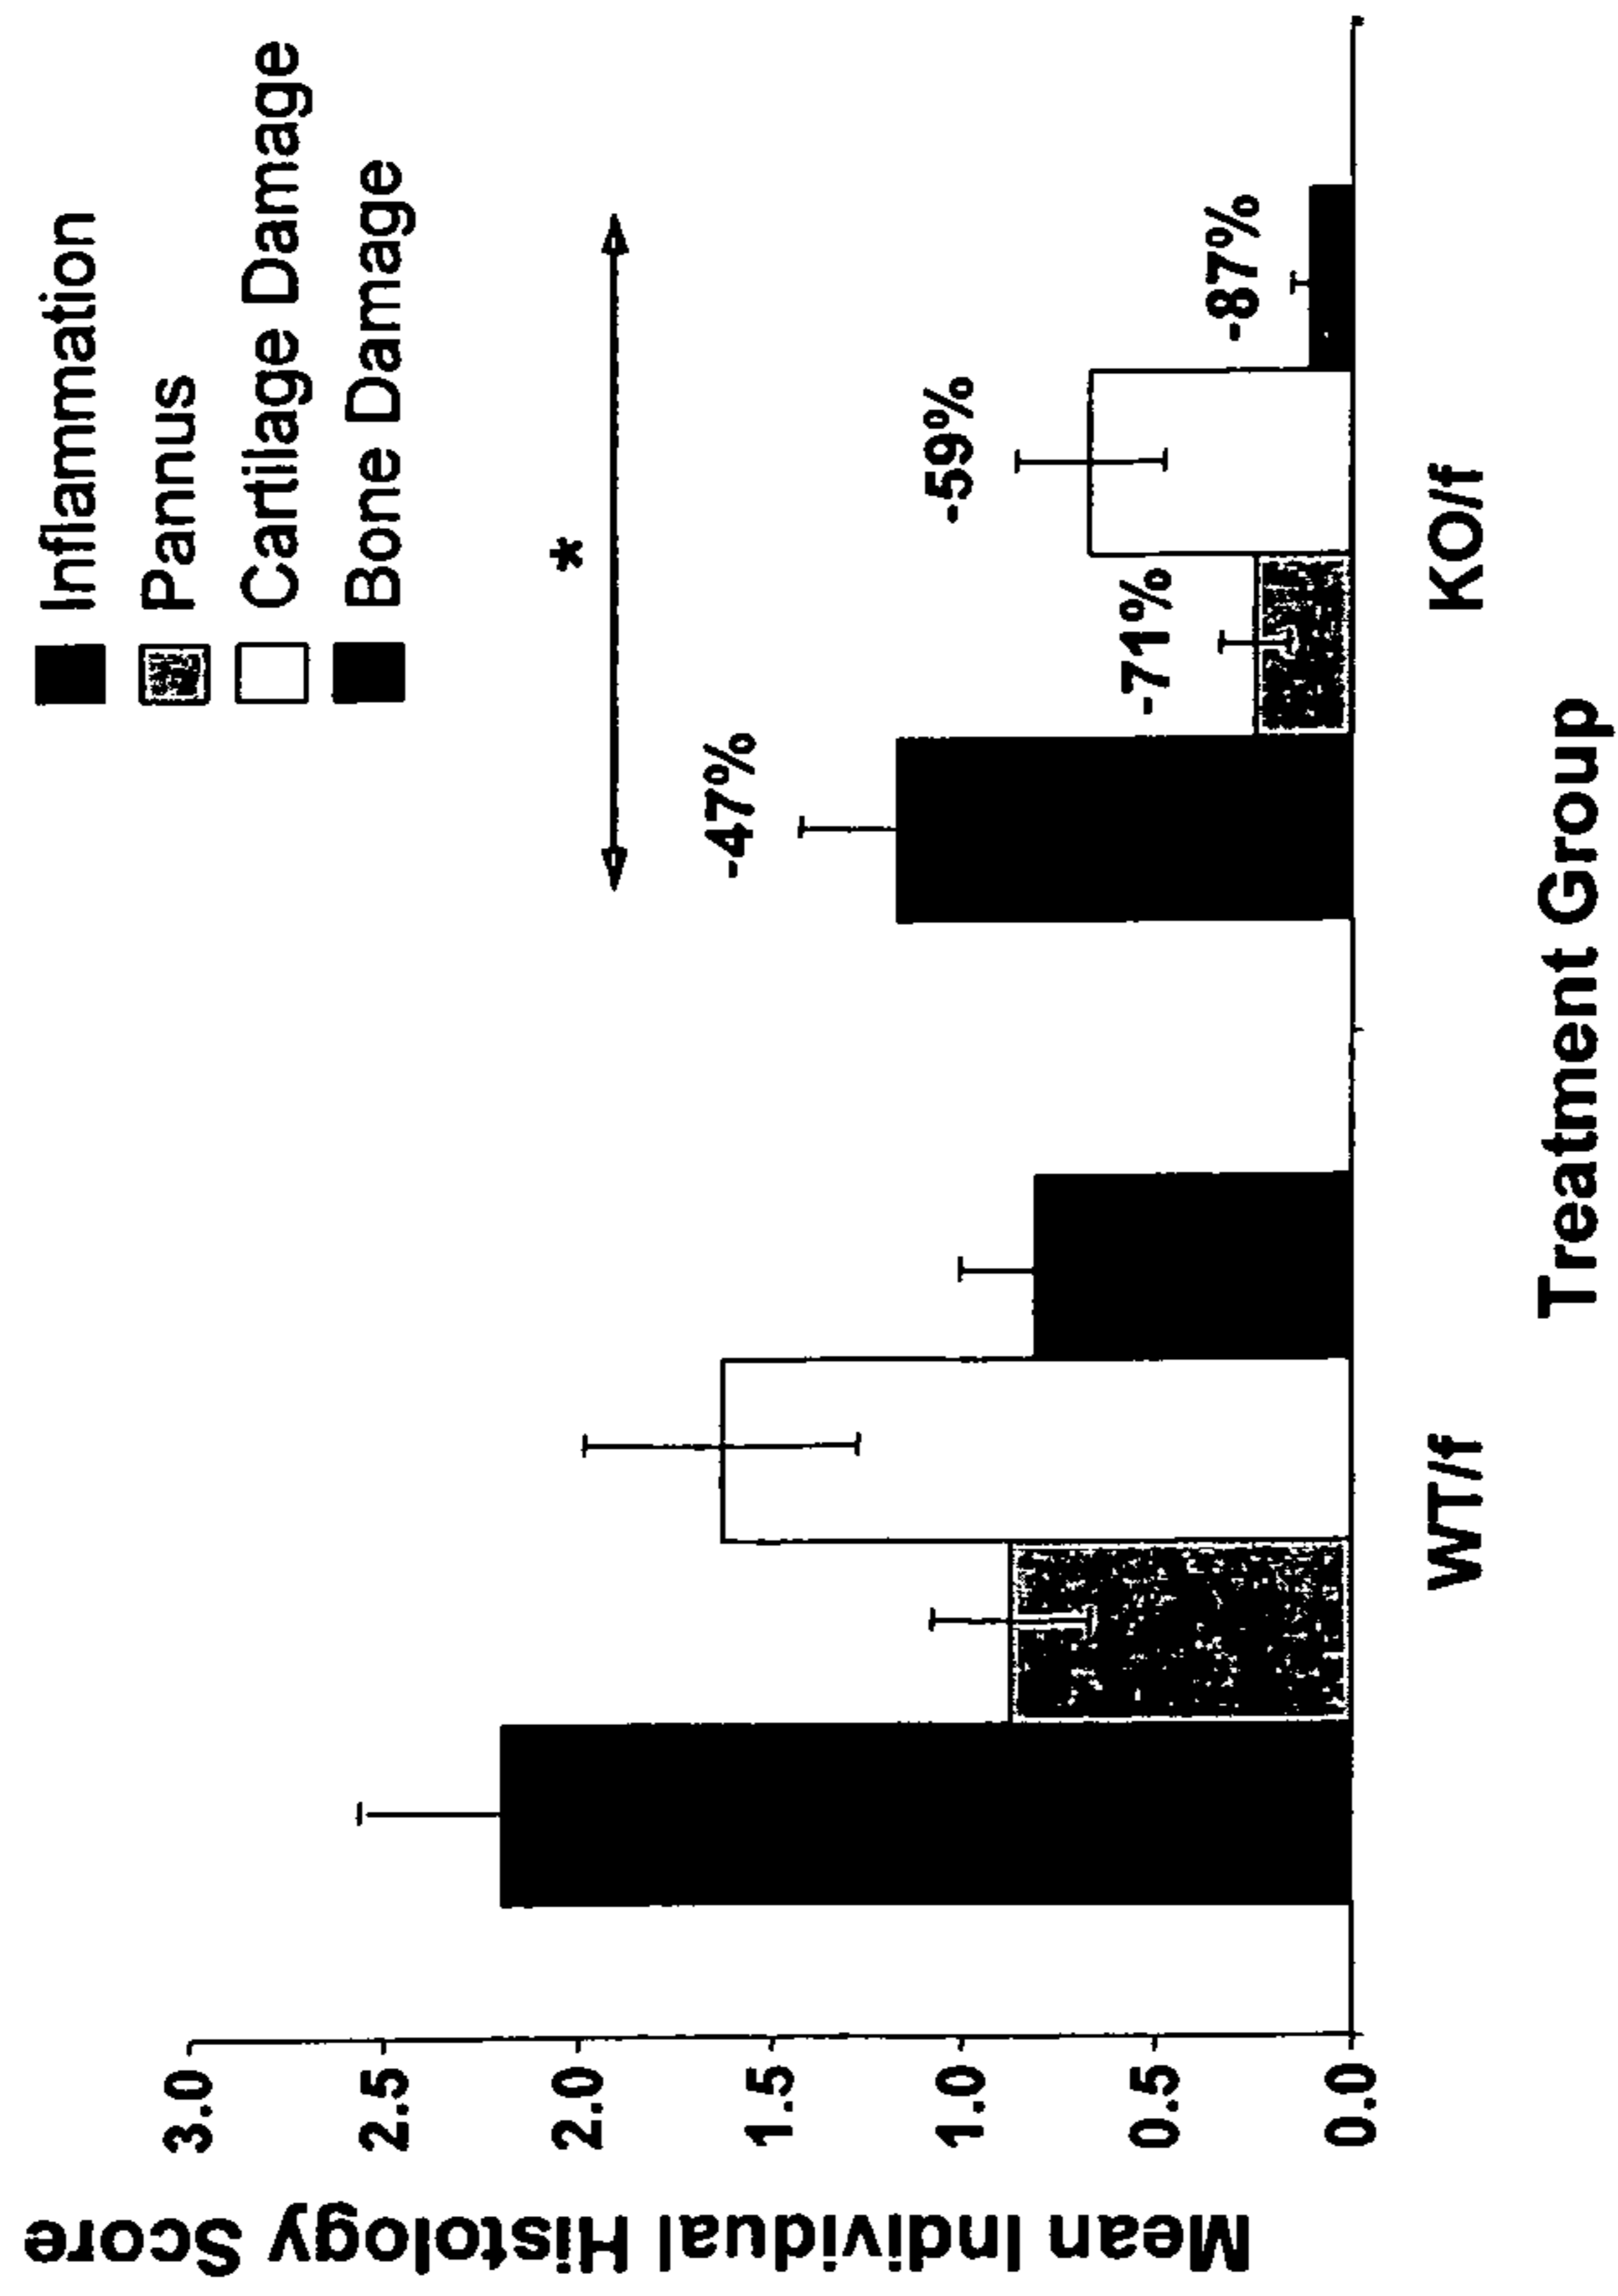 Inflammation
Pannus
Cartilage Damage
Bone Damage
*
-47%
-71%
-59%
-87%
3.0
2.5
2.0
1.5
1.0
0.5
0.0
Mean Individual Histology Score
WT/f
KO/f
Treatment Group